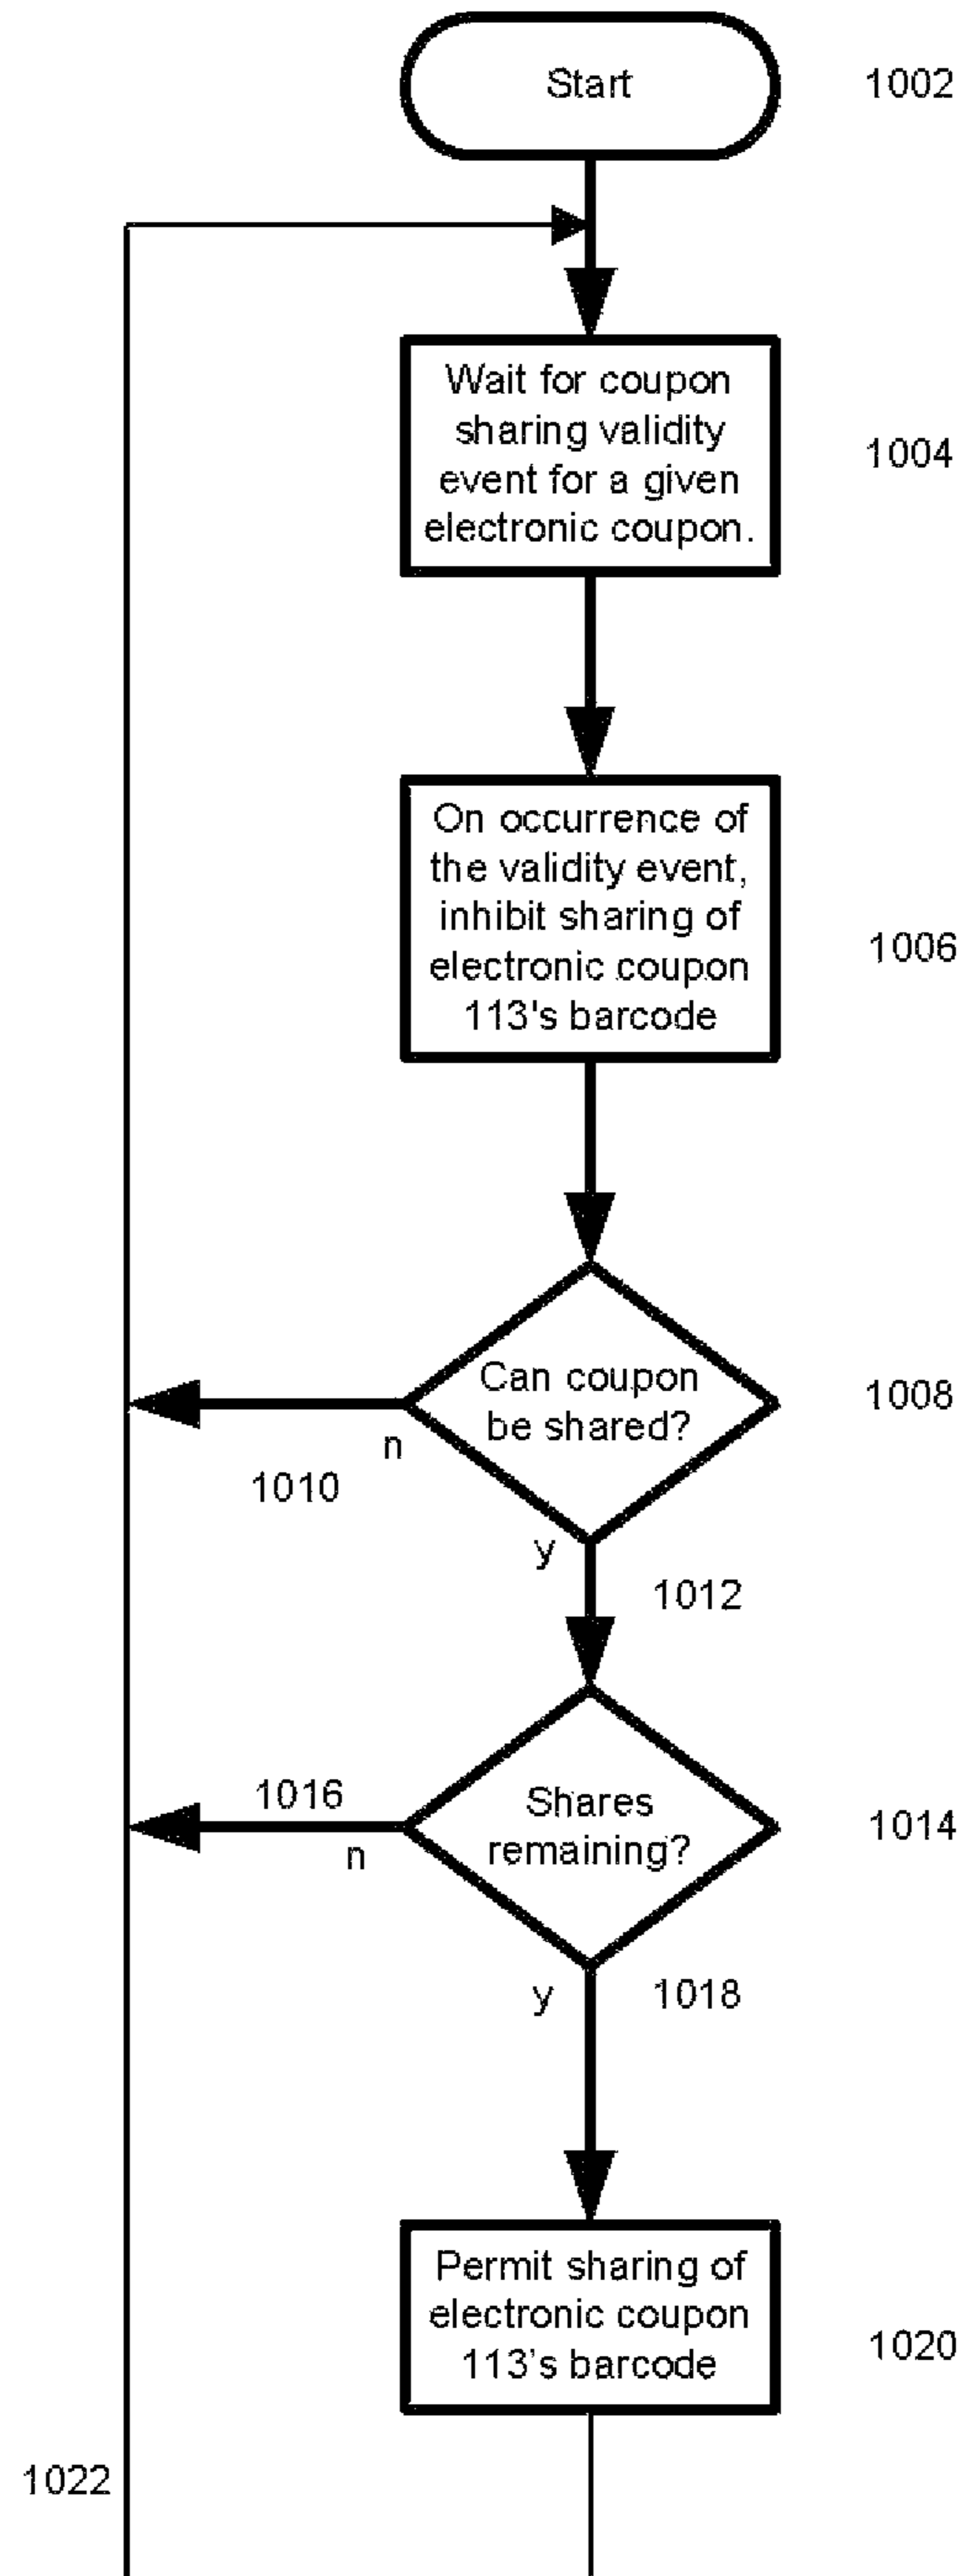 Start
1002
Wait for coupon
sharing validity
event for a given
electronic coupon.
1004
On occurrence of
the validity event,
inhibit sharing of
electronic coupon
113's barcode
1006
Can coupon
be shared?
1008
n
1010
y
1012
Shares
remaining?
1014
1016
n
y
1018
Permit sharing of
electronic coupon
113's barcode
1020
1022